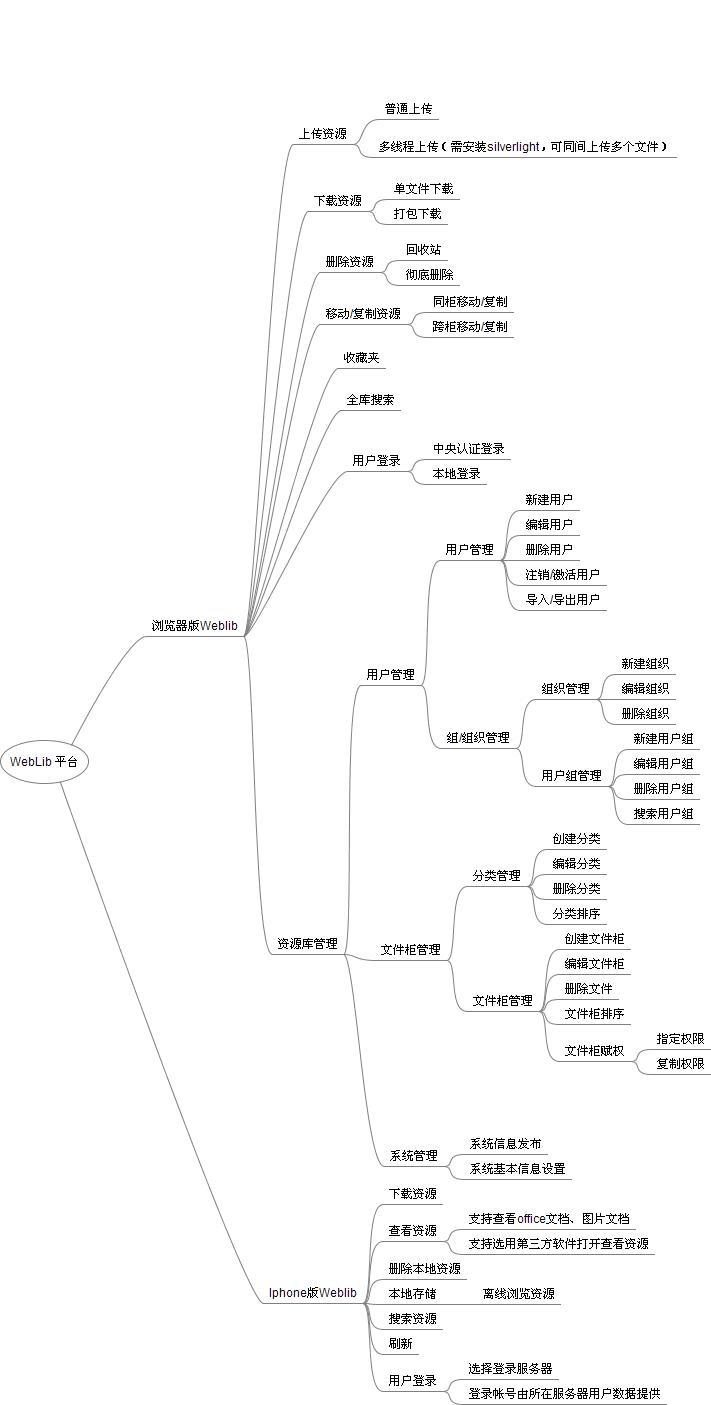 WebLib 平台
浏览器版Weblib
上传资源
普通上传
多线程上传（需安装silverlight，可同间上传多个文件）
下载资源
单文件下载
打包下载
删除资源
回收站
彻底删除
移动/复制资源
同柜移动/复制
跨柜移动/复制
收藏夹
全库搜索
用户登录
中央认证登录
本地登录
资源库管理
用户管理
用户管理
新建用户
编辑用户
删除用户
注销/激活用户
导入/导出用户
组/组织管理
组织管理
新建组织
编辑组织
删除组织
用户组管理
新建用户组
编辑用户组
删除用户组
搜索用户组
文件柜管理
分类管理
创建分类
编辑分类
删除分类
分类排序
文件柜管理
创建文件柜
编辑文件柜
删除文件
文件柜排序
文件柜赋权
指定权限
复制权限
系统管理
系统信息发布
系统基本信息设置
Iphone版Weblib
下载资源
查看资源
支持查看office文档、图片文档
支持选用第三方软件打开查看资源
删除本地资源
本地存储
离线浏览资源
搜索资源
刷新
用户登录
选择登录服务器
登录帐号由所在服务器用户数据提供